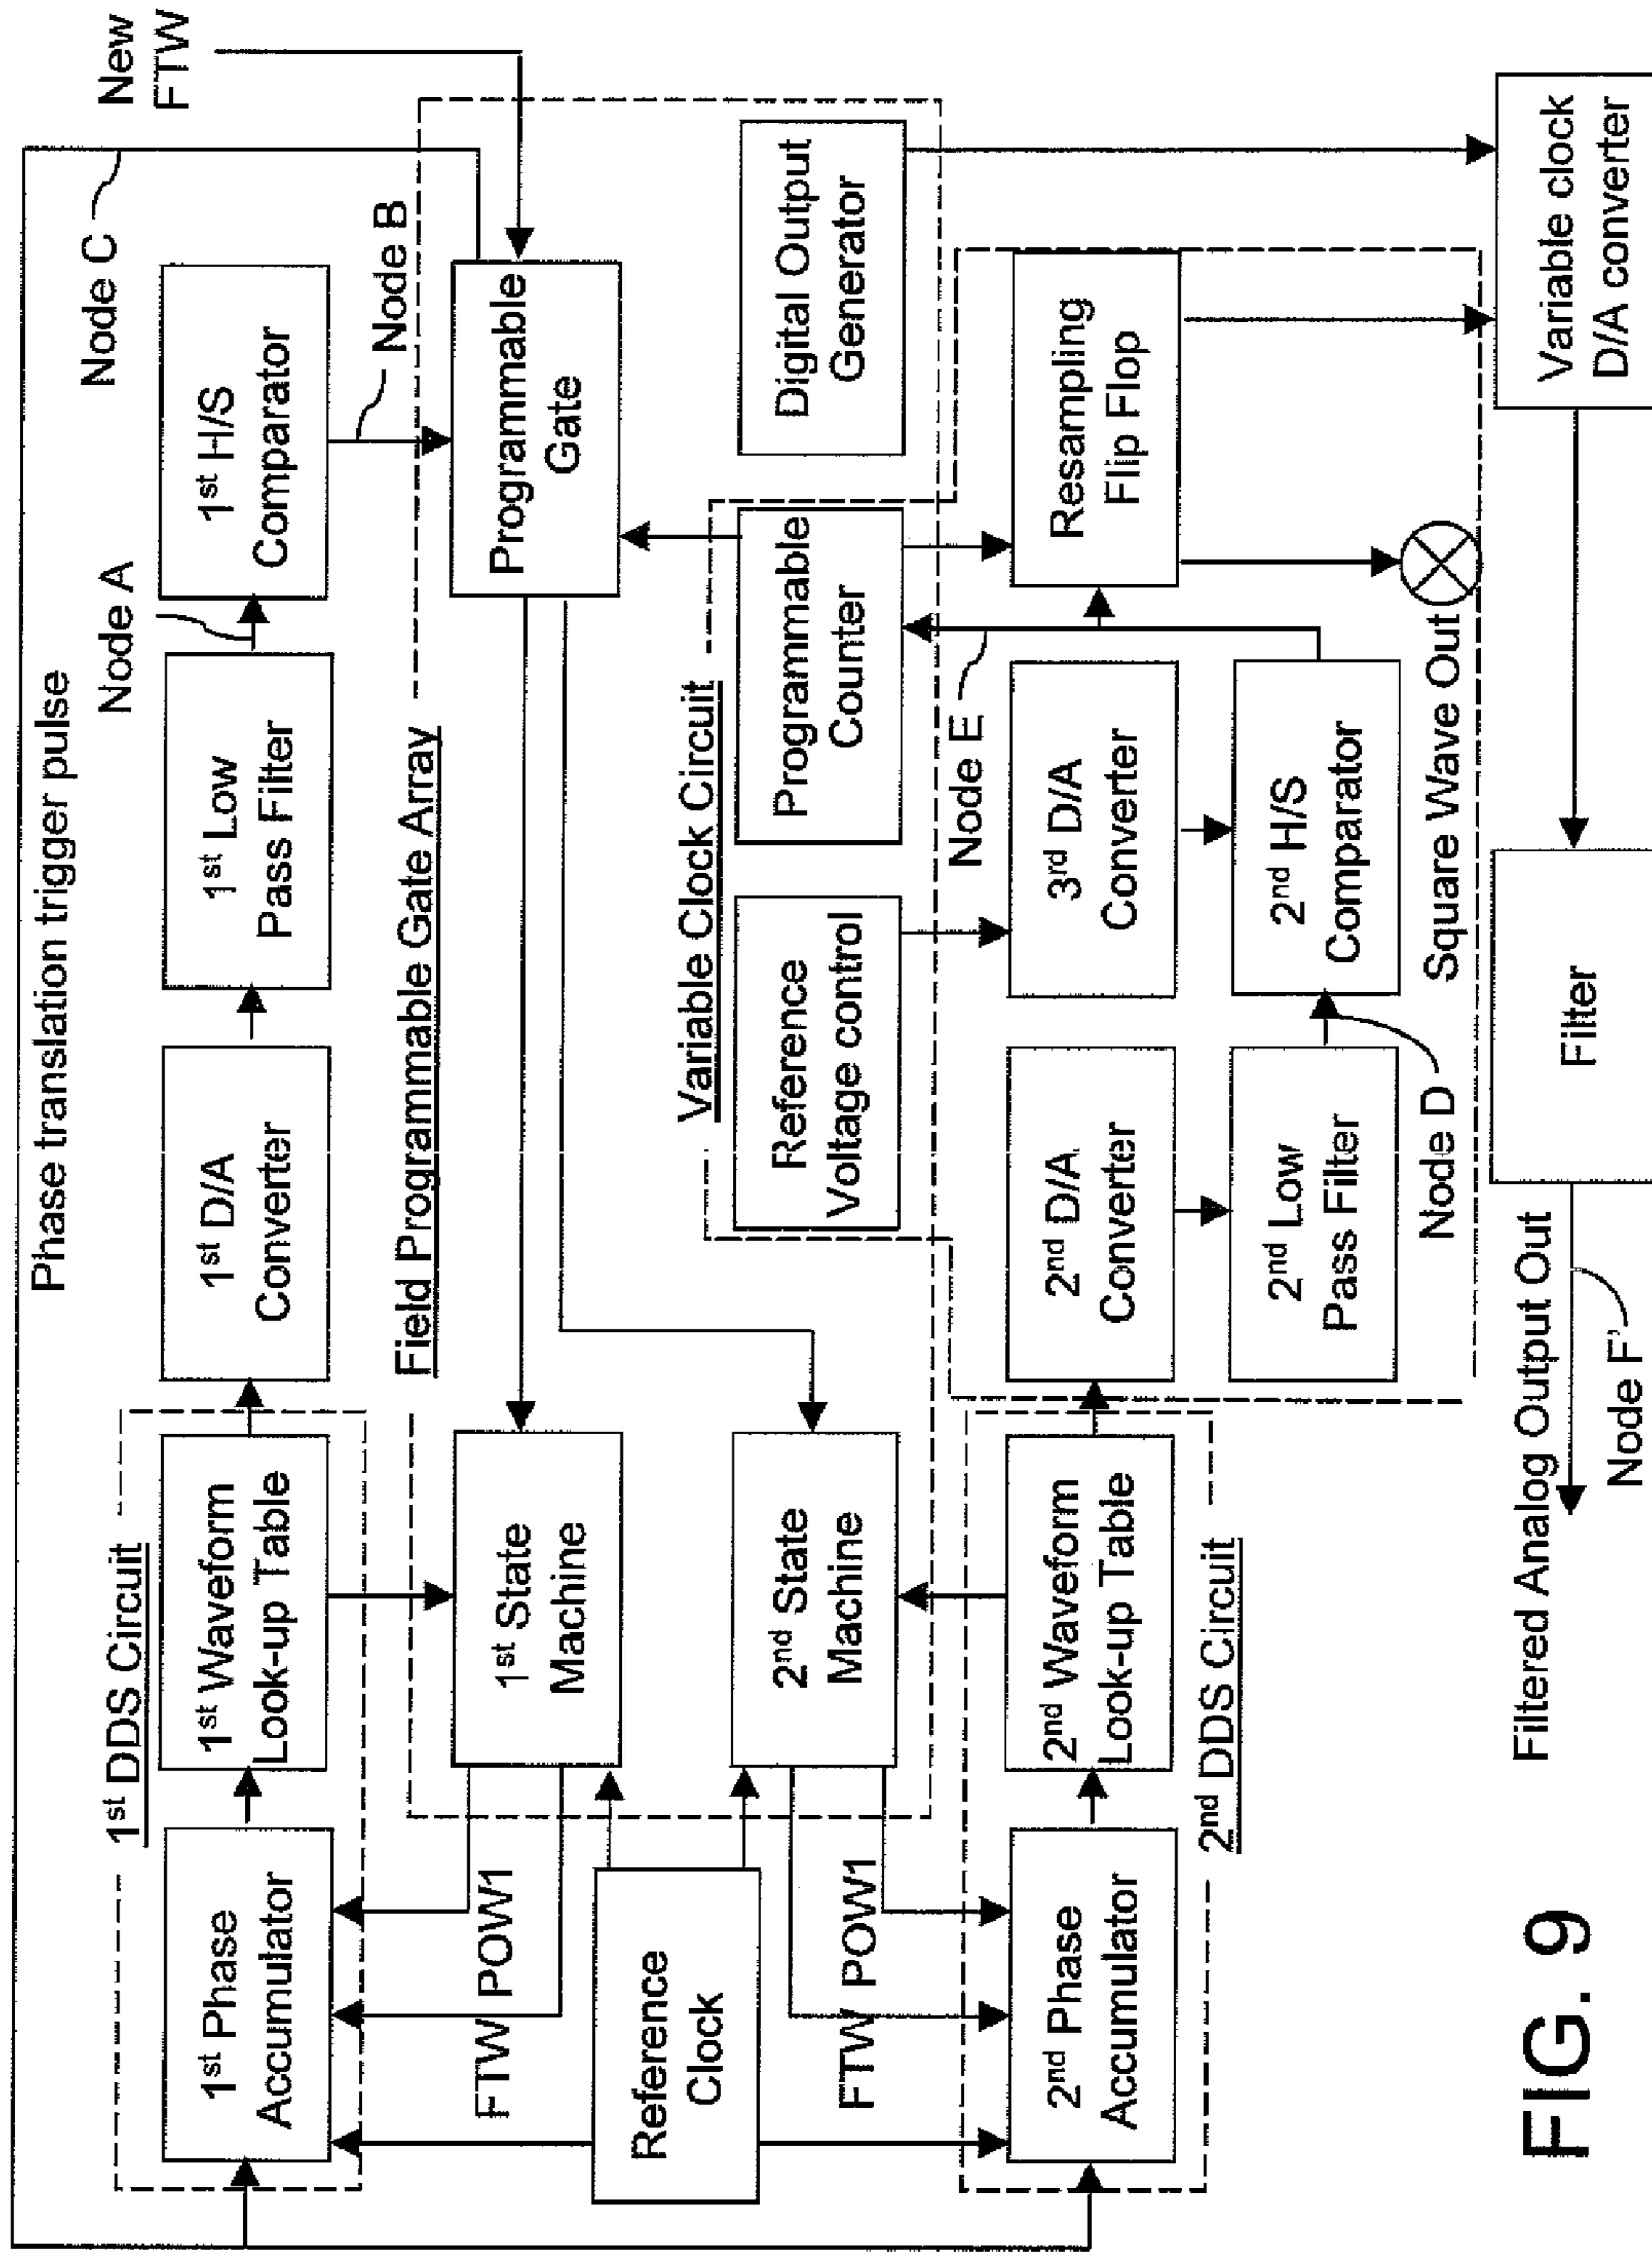 Phase translation trigger pulse
New
FTW
Node C
Node A
Node B
1st DDS Circuit
1st Phase
Accumulator
1st Waveform
Look-up Table
1st D/A
Converter
1st Low
Pass Filter
1st H/S
Comparator
Field Programmable Gate Array
FTW POW1
1st State
Machine
Programmable
Gate
Reference
Clock
Variable Clock Circuit
2nd State
Machine
Reference
Voltage control
Programmable
Counter
Digital Output
Generator
FTW POW1
Node E
2nd Phase
Accumulator
2nd Waveform
Look-up Table
2nd D/A
Converter
3rd D/A
Converter
Resampling
Flip Flop
2nd DDS Circuit
2nd Low
Pass Filter
2nd H/S
Comparator
Node D
Square Wave Out
Filtered Analog Output Out
Node F'
Filter
Variable clock
D/A converter
FIG. 9